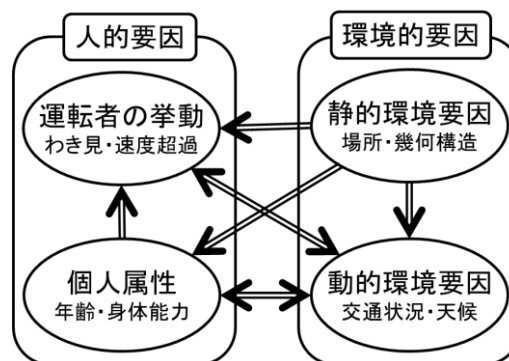 人的要因
運転者の挙動
わき見・速度超過
個人属性
年齢・身体能力
環境的要因
静的環境要因
場所・幾何構造
動的環境要因
交通状況・天候